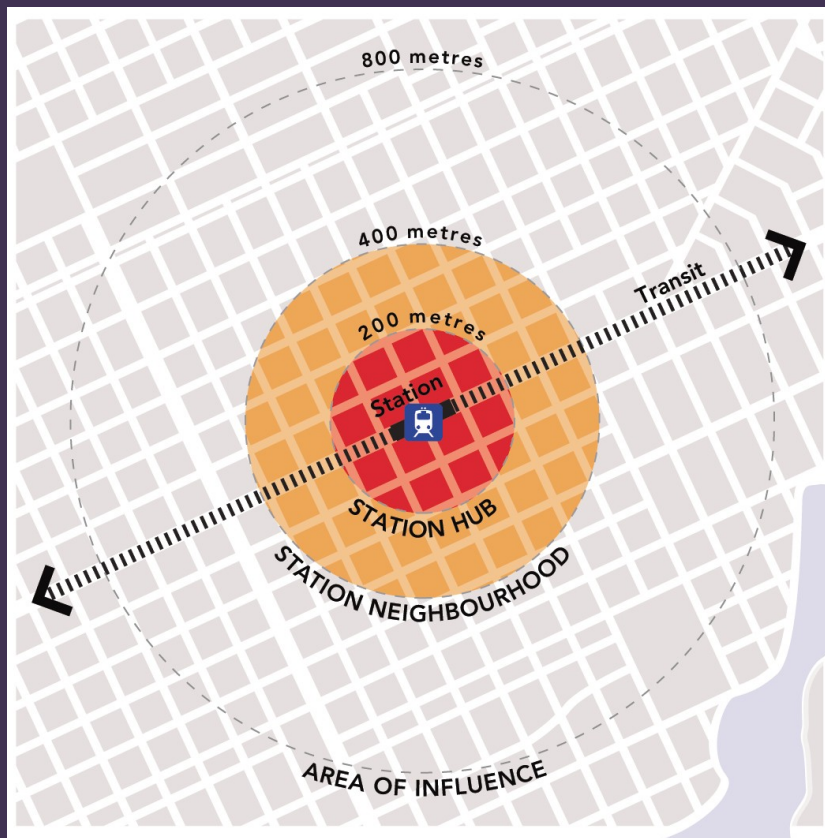 800 metres
400 metres
200 metres
Transit
Station
STATION HUB
STATION NEIGHBOURHOOD
AREA OF INFLUENCE